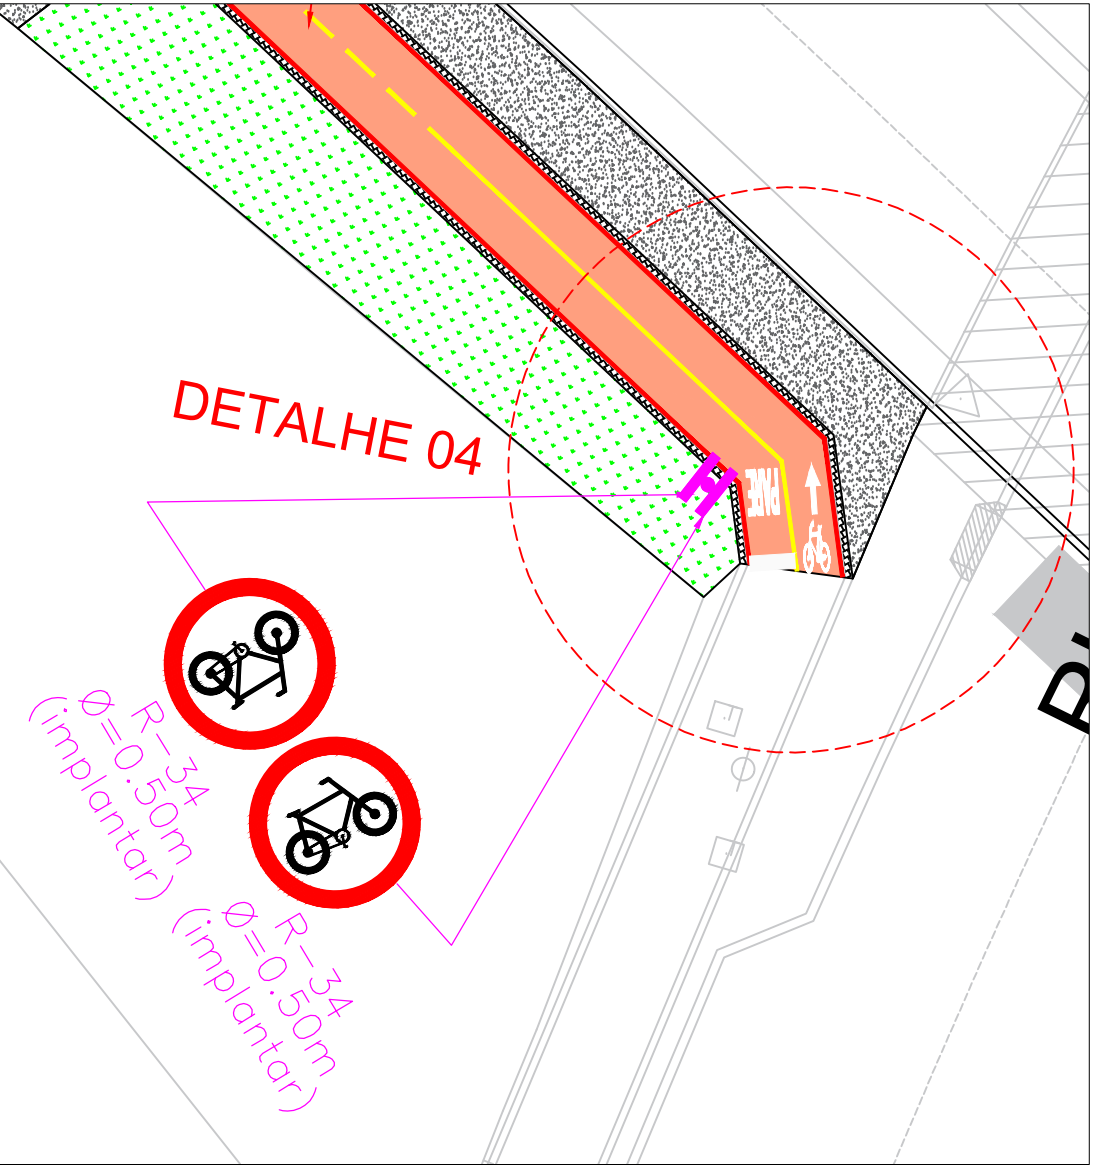 DETALHE 04
PARE
R-34
Ø=0.50m
(implantar)
R-34
Ø=0.50m
(implantar)